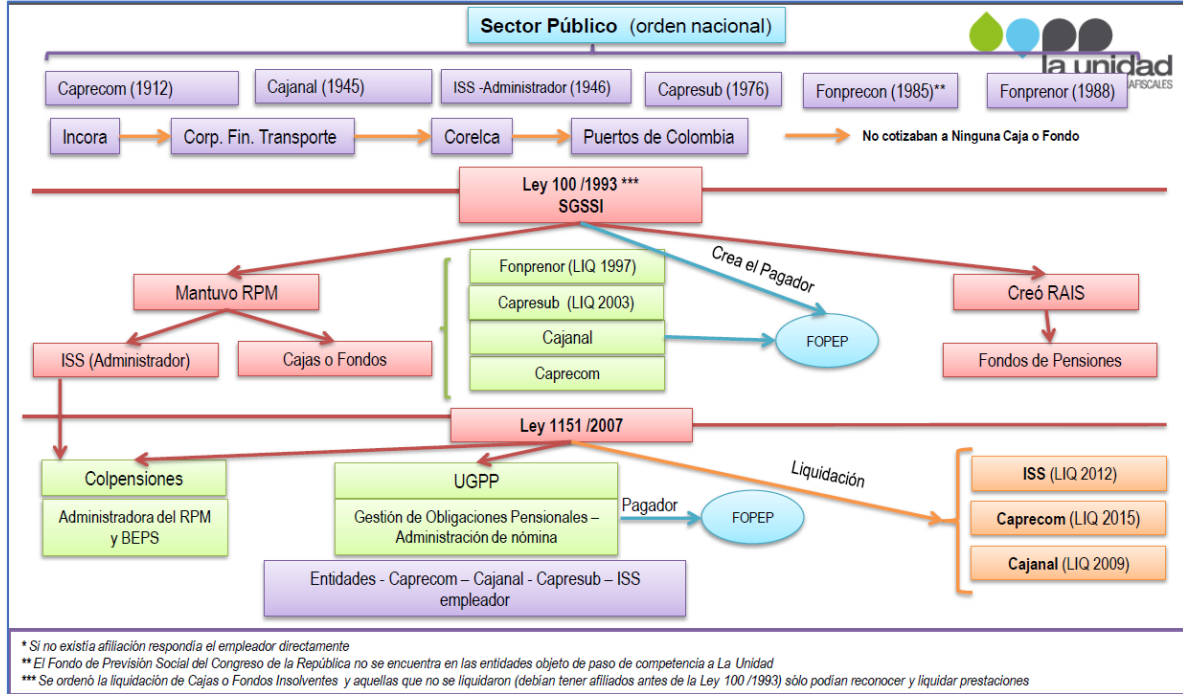 Sector Público (orden nacional)
la unidad
AFISCALES
Caprecom (1912)
Cajanal (1945)
ISS -Administrador (1946)
Capresub (1976)
Fonprecon (1985)**
Fonprenor (1988)
Incora
Corp. Fin. Transporte
Corelca
Puertos de Colombia
No cotizaban a Ninguna Caja o Fondo
Ley 100 /1993 ***
SGSSI
Mantuvo RPM
ISS (Administrador)
Cajas o Fondos
Fonprenor (LIQ 1997)
Capresub (LIQ 2003)
Cajanal
Caprecom
Crea el Pagador
FOPEP
Creó RAIS
Fondos de Pensiones
Ley 1151 /2007
Colpensiones
Administradora del RPM
y BEPS
UGPP
Gestión de Obligaciones Pensionales –
Administración de nómina
Pagador
FOPEP
Liquidación
ISS (LIQ 2012)
Caprecom (LIQ 2015)
Cajanal (LIQ 2009)
Entidades - Caprecom – Cajanal - Capresub – ISS
empleador
* Si no existía afiliación respondía el empleador directamente
** El Fondo de Previsión Social del Congreso de la República no se encuentra en las entidades objeto de paso de competencia a La Unidad
*** Se ordenó la liquidación de Cajas o Fondos Insolventes y aquellas que no se liquidaron (debían tener afiliados antes de la Ley 100 /1993) sólo podían reconocer y liquidar prestaciones